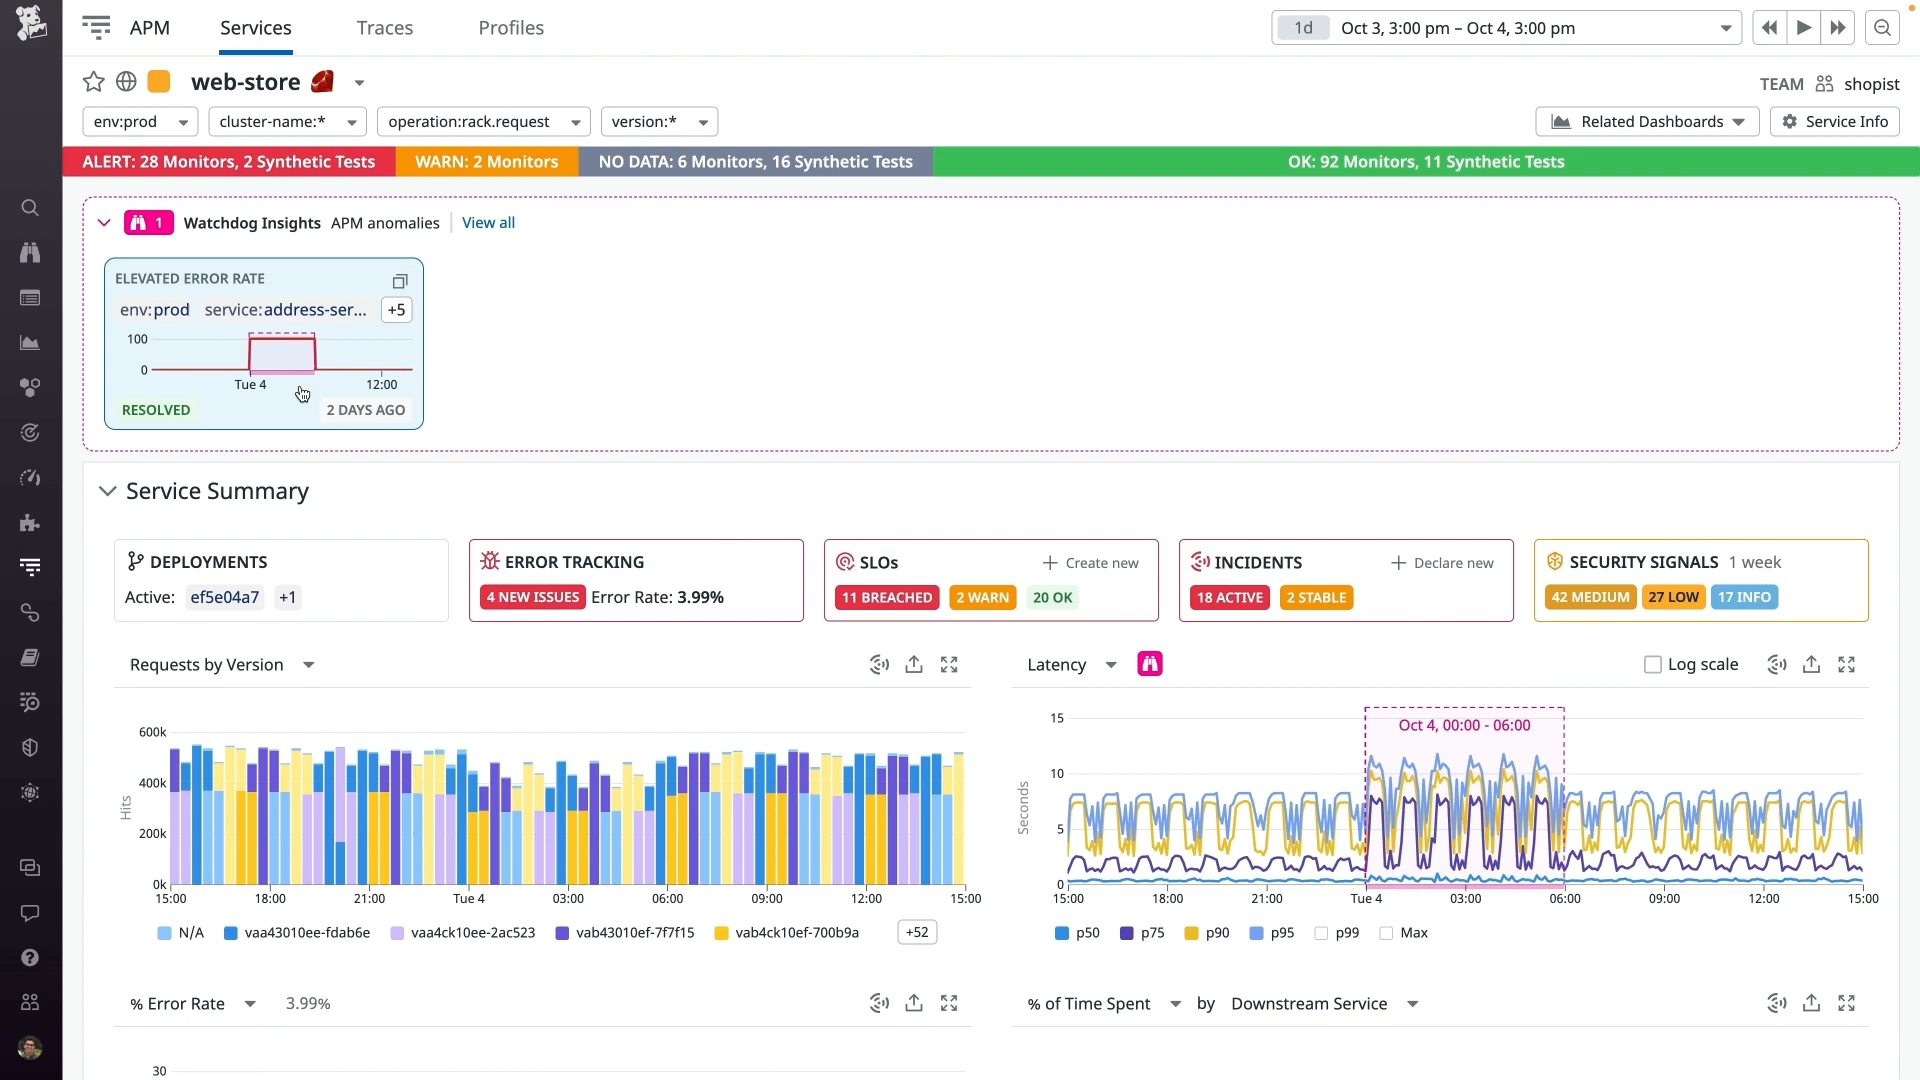 APM Services Traces Profiles 1d Oct 3, 3:00 pm – Oct 4, 3:00 pm
web-store TEAM shopist
env:prod cluster-name:* operation:rack.request version:* Related Dashboards Service Info
ALERT: 28 Monitors, 2 Synthetic Tests WARN: 2 Monitors NO DATA: 6 Monitors, 16 Synthetic Tests OK: 92 Monitors, 11 Synthetic Tests
1 Watchdog Insights APM anomalies View all
ELEVATED ERROR RATE
env:prod service:address-ser... +5
100
0
Tue 4 12:00
RESOLVED 2 DAYS AGO
Service Summary
DEPLOYMENTS
Active: ef5e04a7 +1
ERROR TRACKING
4 NEW ISSUES Error Rate: 3.99%
SLOs + Create new
11 BREACHED 2 WARN 20 OK
INCIDENTS + Declare new
18 ACTIVE 2 STABLE
SECURITY SIGNALS 1 week
42 MEDIUM 27 LOW 17 INFO
Requests by Version
600k
400k
200k
0k
Hits
15:00 18:00 21:00 Tue 4 03:00 06:00 09:00 12:00 15:00
N/A vaa43010ee-fdab6e vaa4ck10ee-2ac523 vab43010ef-7f7f15 vab4ck10ef-700b9a +52
Latency Log scale
Oct 4, 00:00 - 06:00
15
10
5
0
Seconds
15:00 18:00 21:00 Tue 4 03:00 06:00 09:00 12:00 15:00
p50 p75 p90 p95 p99 Max
% Error Rate 3.99%
30
% of Time Spent by Downstream Service